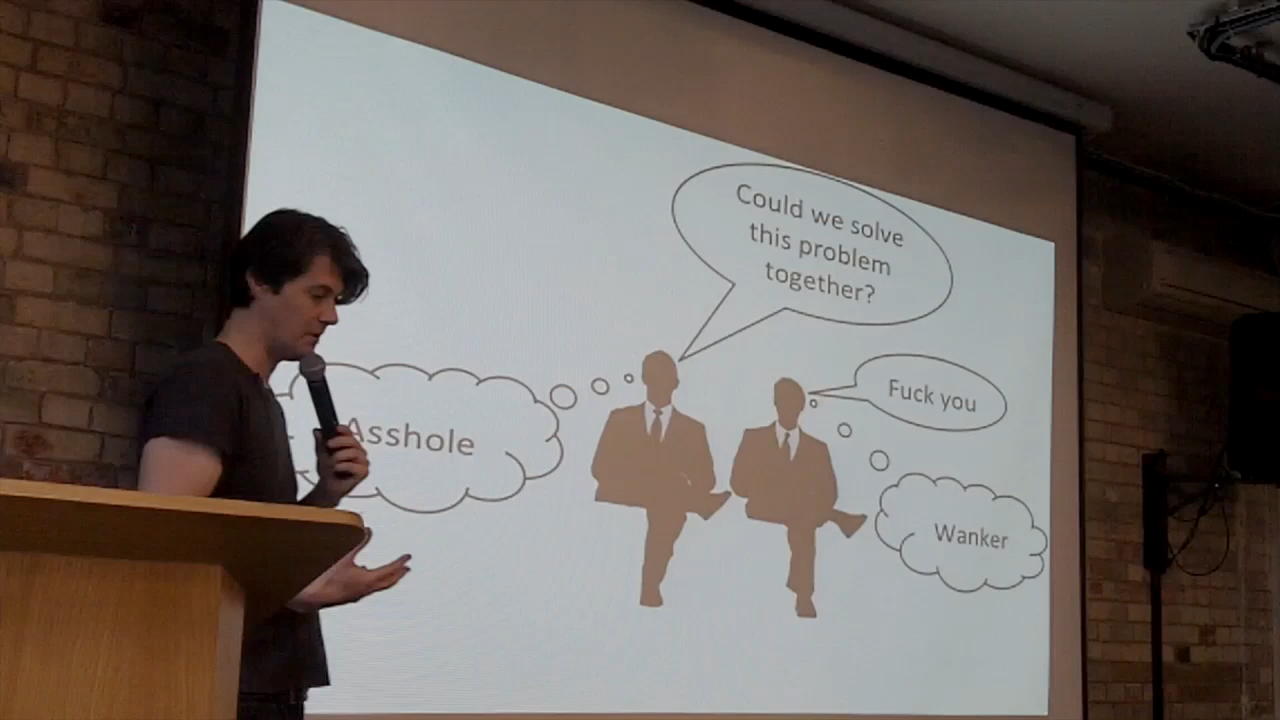 Could we solve
this problem
together?
Fuck you
Asshole
Wanker